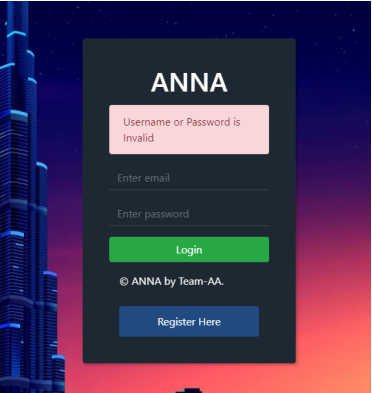 ANNA
Username or Password is
Invalid
Enter email
Enter password
Login
© ANNA by Team-AA.
Register Here